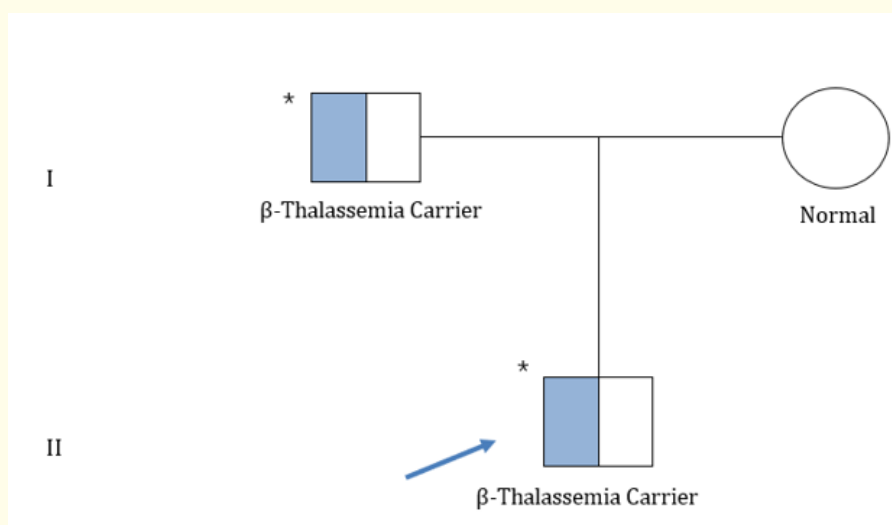 *
I
β-Thalassemia Carrier
Normal
*
II
β-Thalassemia Carrier